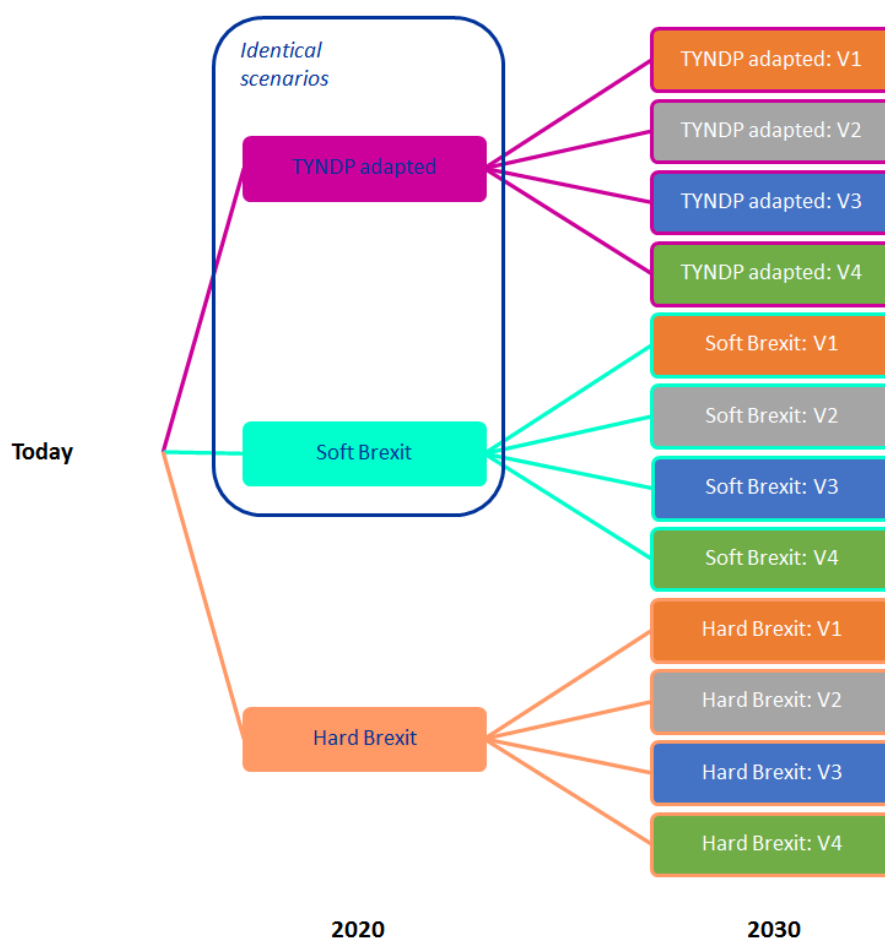 Identical
scenarios
TYNDP adapted
Soft Brexit
Today
Hard Brexit
TYNDP adapted: V1
TYNDP adapted: V2
TYNDP adapted: V3
TYNDP adapted: V4
Soft Brexit: V1
Soft Brexit: V2
Soft Brexit: V3
Soft Brexit: V4
Hard Brexit: V1
Hard Brexit: V2
Hard Brexit: V3
Hard Brexit: V4
2020
2030